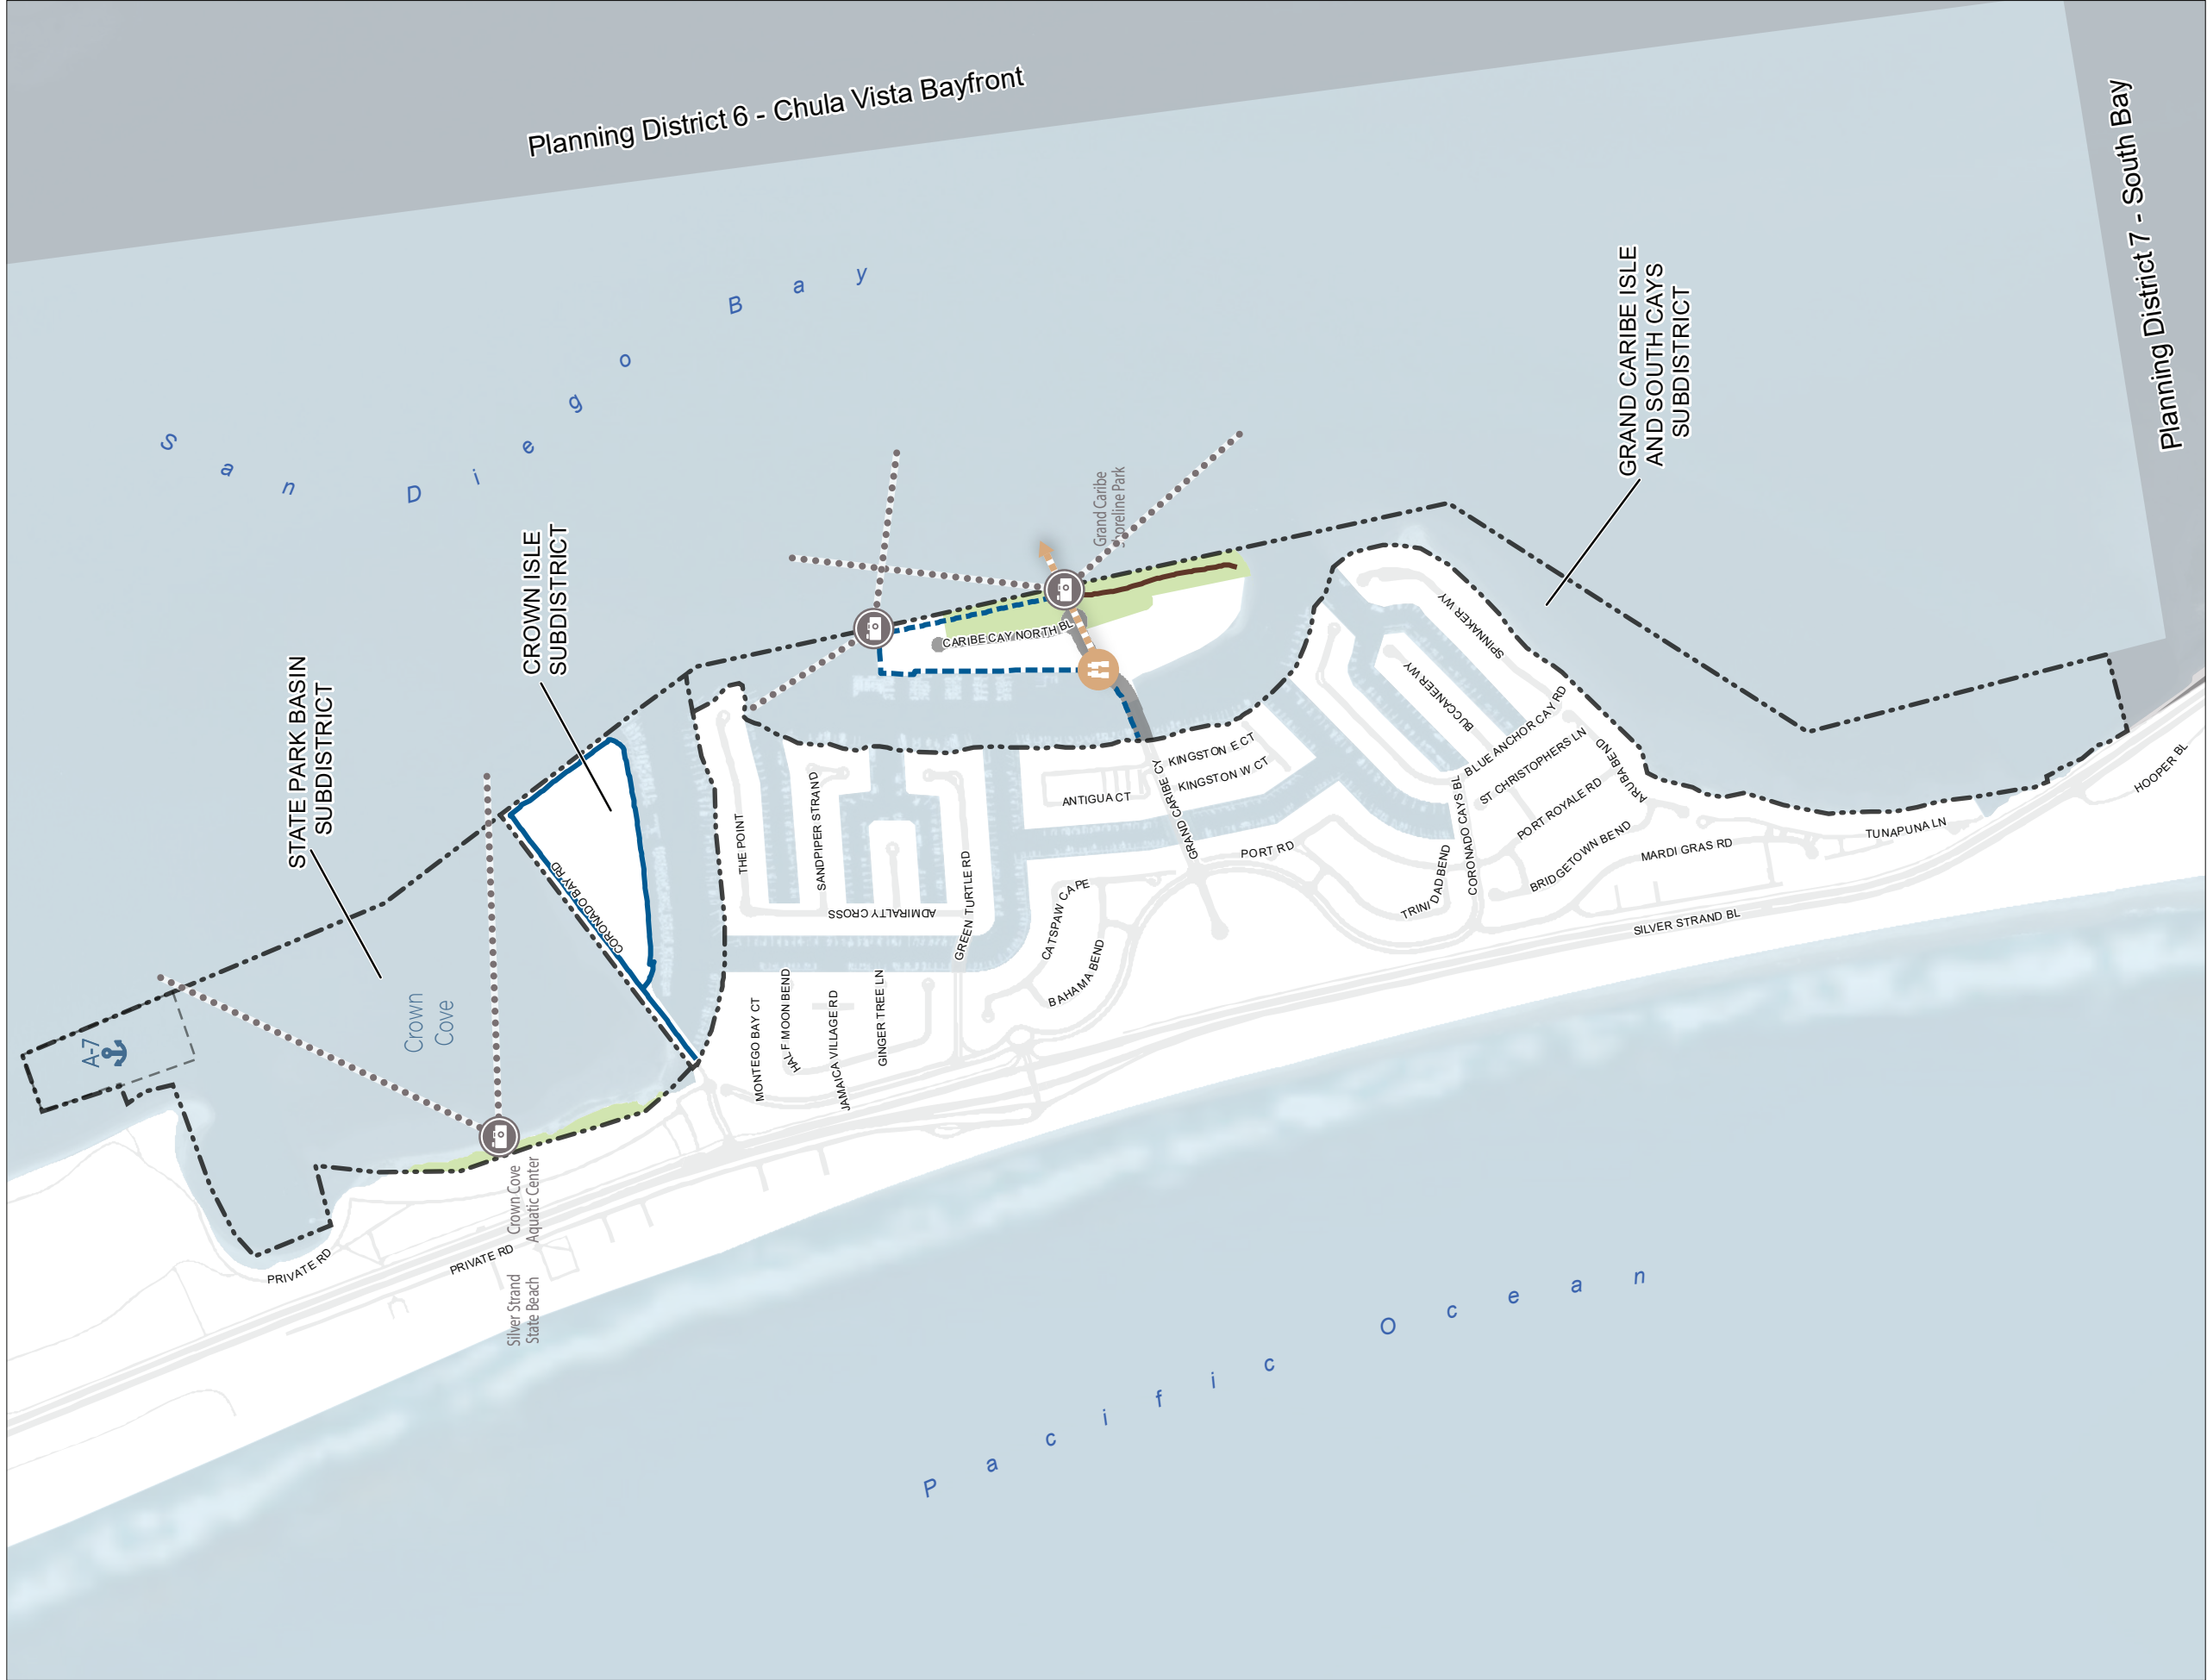 Planning District 6 - Chula Vista Bayfront
Planning District 7 - South Bay
San Diego Bay
GRAND CARIBE ISLE
AND SOUTH CAYS
SUBDISTRICT
CROWN ISLE
SUBDISTRICT
STATE PARK BASIN
SUBDISTRICT
Grand Caribe
Shoreline Park
CARIBE CAY NORTH BL
SPINNAKER WY
BUCCANEER WY
BLUE ANCHOR CAY RD
ST CHRISTOPHERS LN
ARUBA BEND
PORT ROYALE RD
BRIDGETOWN BEND
MARDI GRAS RD
TUNAPUNA LN
HOOPER BL
KINGSTON E CT
KINGSTON W CT
ANTIGUA CT
GRAND CARIBE CY
PORT RD
TRINIDAD BEND
CORONADO CAYS BL
SILVER STRAND BL
THE POINT
SANDPIPER STRAND
ADMIRALTY CROSS
GREEN TURTLE RD
CATSPAW CAPE
BAHAMA BEND
CORONADO BAY RD
MONTEGO BAY CT
HALF MOON BEND
JAMAICA VILLAGE RD
GINGER TREE LN
A-7
Crown
Cove
Crown Cove
Aquatic Center
PRIVATE RD
PRIVATE RD
Silver Strand
State Beach
Pacific Ocean